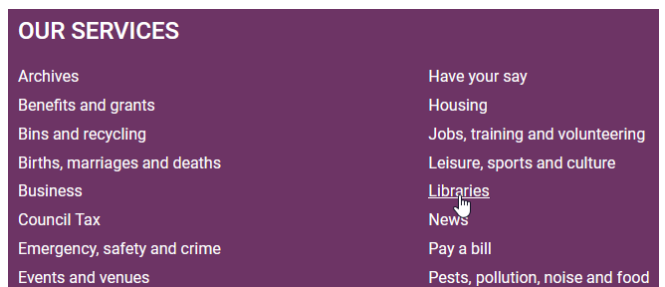 OUR SERVICES
Archives
Benefits and grants
Bins and recycling
Births, marriages and deaths
Business
Council Tax
Emergency, safety and crime
Events and venues
Have your say
Housing
Jobs, training and volunteering
Leisure, sports and culture
Libraries
News
Pay a bill
Pests, pollution, noise and food